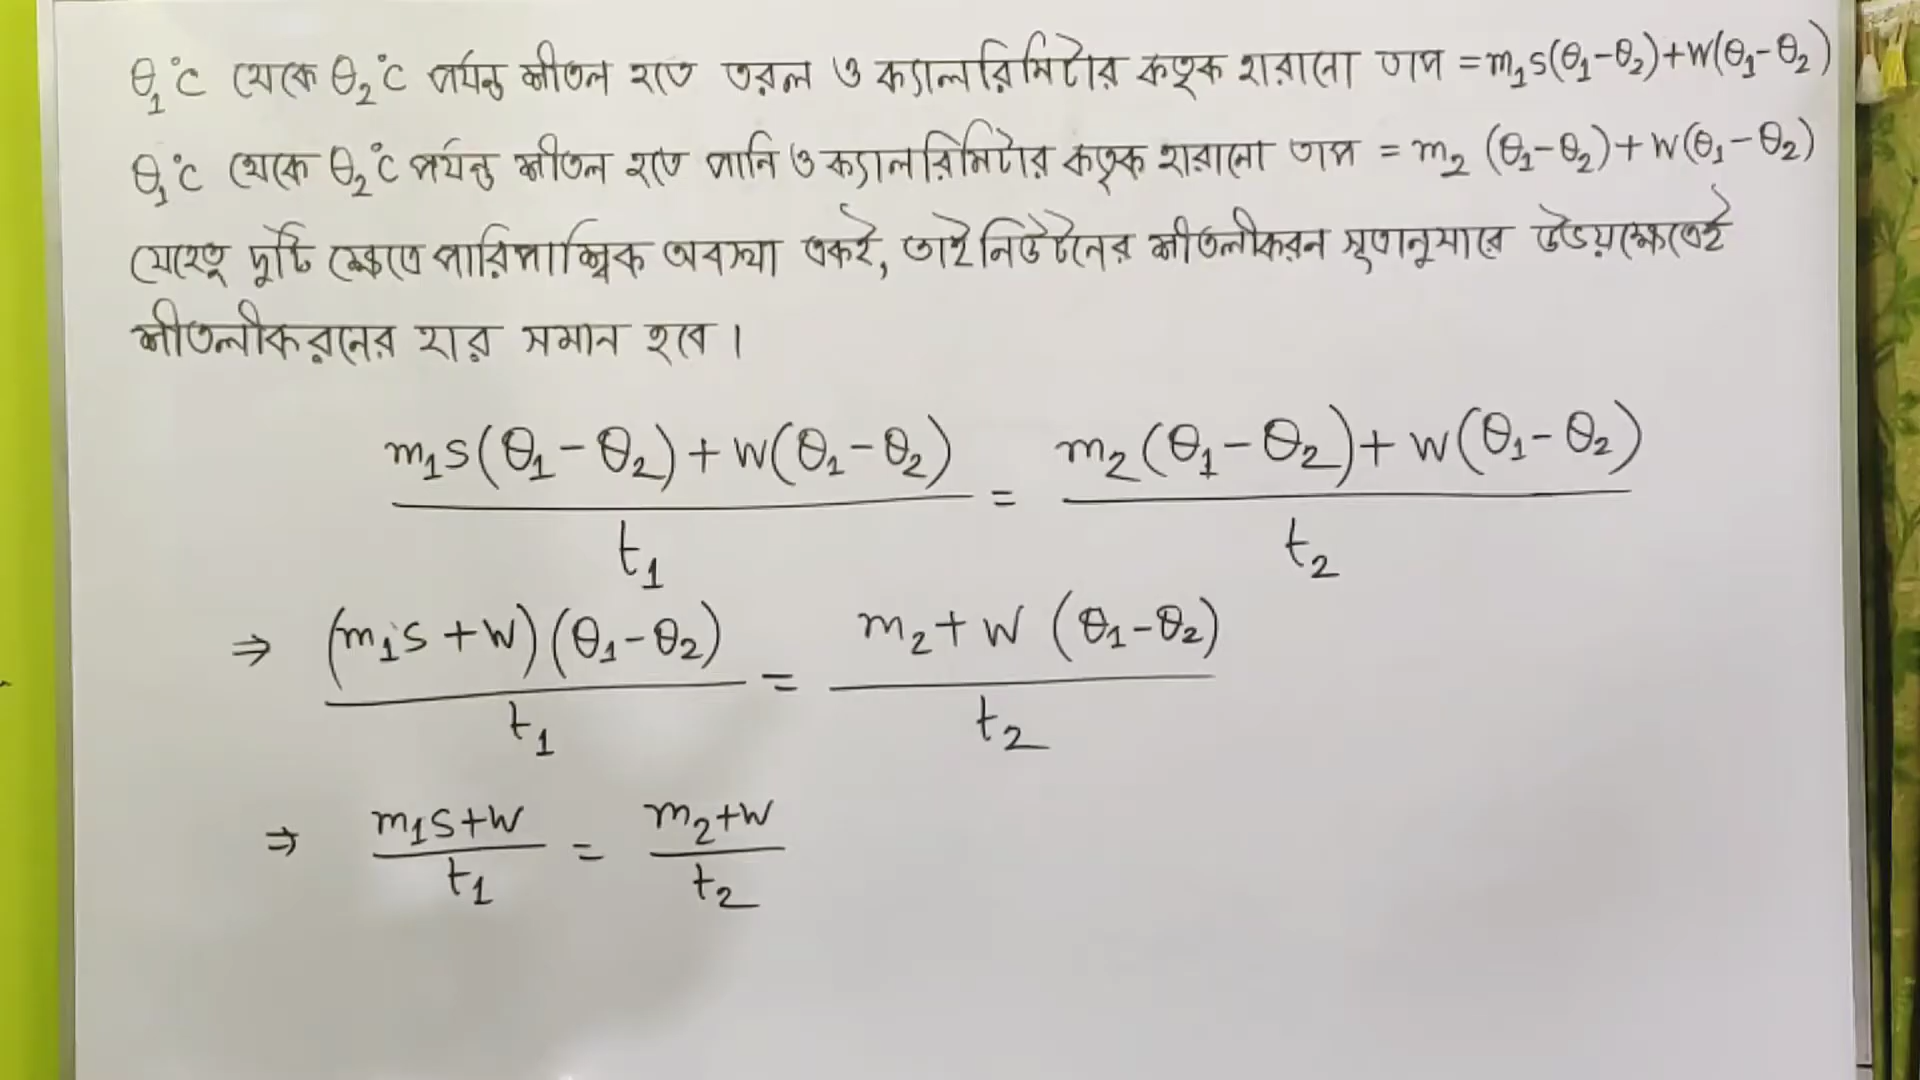 θ₁°C থেকে θ₂°C পর্যন্ত শীতল হতে তরল ও ক্যালরিমিটার কতৃক হারানো তাপ = m₁s(θ₁-θ₂)+W(θ₁-θ₂)
θ₁°C থেকে θ₂°C পর্যন্ত শীতল হতে পানি ও ক্যালরিমিটার কতৃক হারানো তাপ = m₂ (θ₁-θ₂)+W(θ₁-θ₂)
যেহেতু দুটি ক্ষেত্রে পারিপার্শ্বিক অবস্থা একই, তাই নিউটনের শীতলীকরন সূত্রানুসারে উভয়ক্ষেত্রেই
শীতলীকরনের হার সমান হবে।
(m₁s(θ₁-θ₂)+W(θ₁-θ₂))/t₁ = (m₂(θ₁-θ₂)+W(θ₁-θ₂))/t₂
⇒ ((m₁s+W)(θ₁-θ₂))/t₁ = (m₂+W (θ₁-θ₂))/t₂
⇒ (m₁s+W)/t₁ = (m₂+W)/t₂